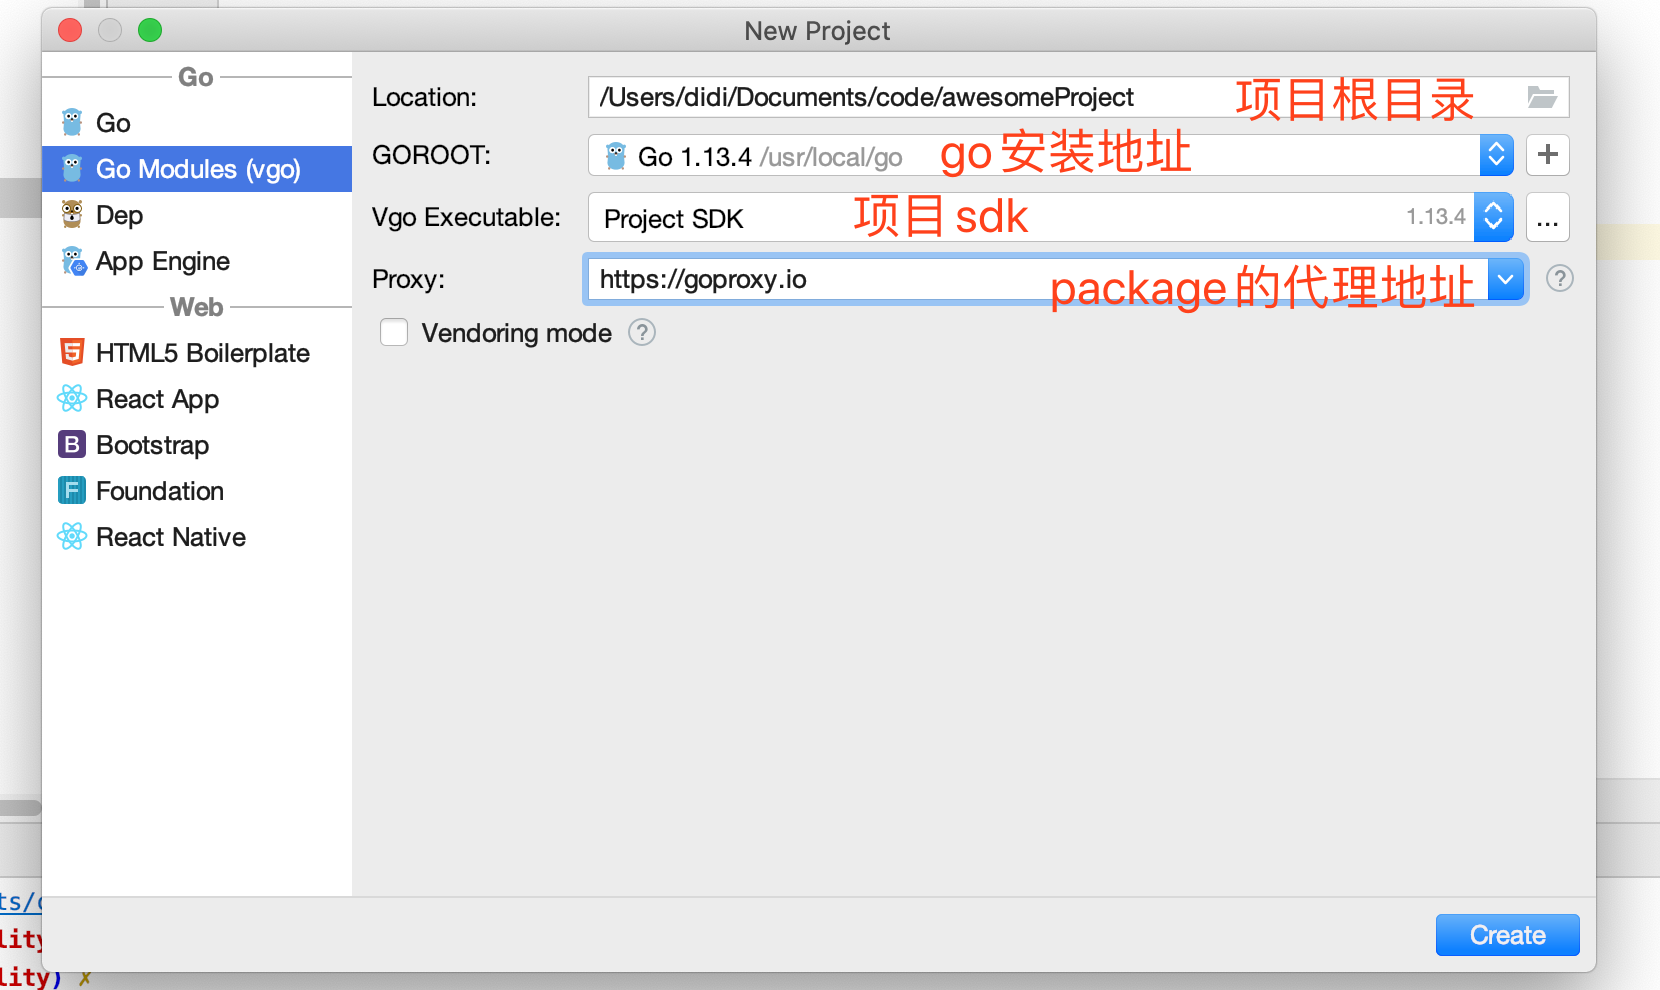 New Project
Go
Go
Go Modules (vgo)
Dep
App Engine
Web
HTML5 Boilerplate
React App
Bootstrap
Foundation
React Native
Location: /Users/didi/Documents/code/awesomeProject 项目根目录
GOROOT: Go 1.13.4 /usr/local/go go安装地址
Vgo Executable: Project SDK 项目sdk 1.13.4 ...
Proxy: https://goproxy.io package的代理地址 ?
Vendoring mode ?
ts/
lity
lity) ✗
Create